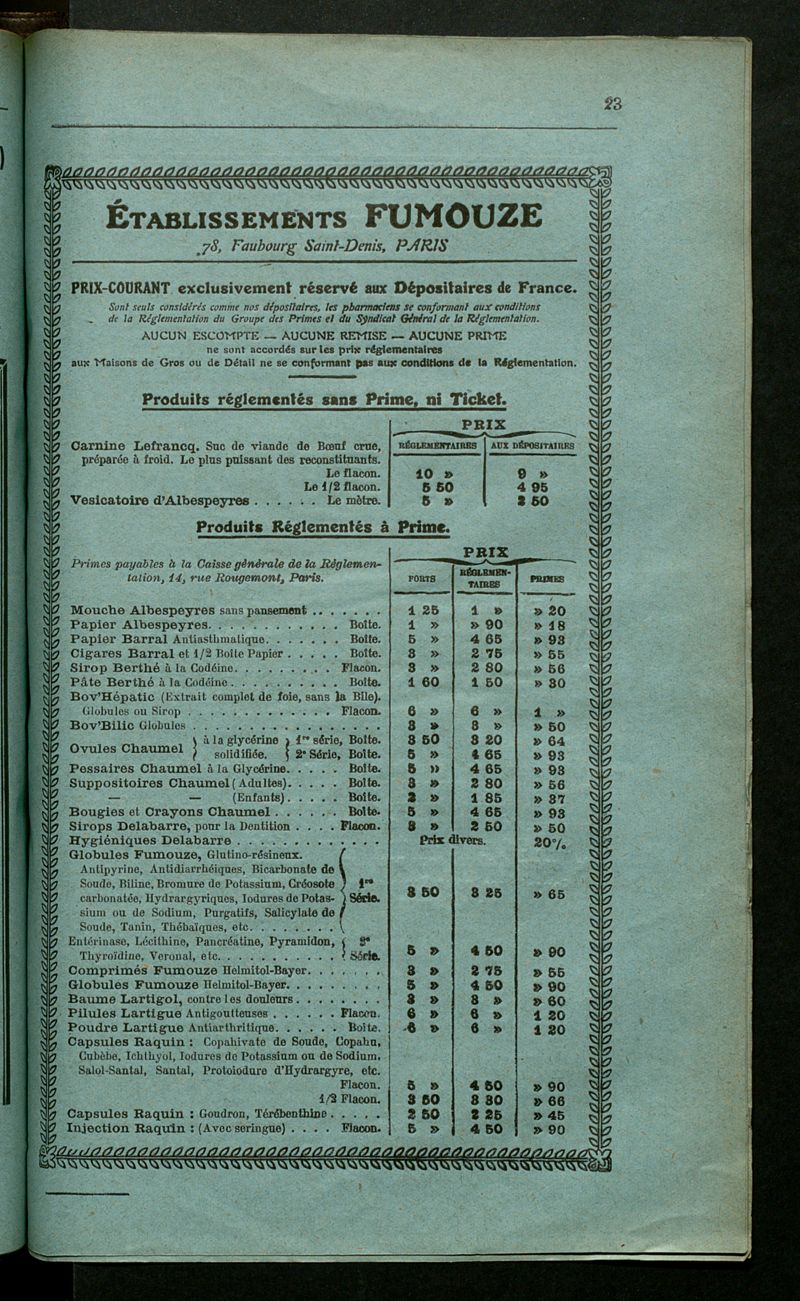 23
ÉTABLISSEMENTS FUMOUZE
78, Faubourg Saint-Denis, PARIS
PRIX-COURANT exclusivement réservé aux Dépositaires de France.
Sont seuls considérés comme nos dépositaires, les pharmaciens se conformant aux conditions
de la Réglementation du Groupe des Primes et du Syndicat Général de la Réglementation.
AUCUN ESCOMPTE — AUCUNE REMISE — AUCUNE PRIME
ne sont accordés sur les prix réglementaires
aux Maisons de Gros ou de Détail ne se conformant pas aux conditions de la Réglementation.
Produits réglementés sans Prime, ni Ticket.
PRIX
RÉGLEMENTAIRES AUX DÉPOSITAIRES
Carnine Lefrancq. Suc de viande de Bœuf crue,
préparée à froid. Le plus puissant des reconstituants.
Le flacon. 10 » 9 »
Le 1/2 flacon. 5 50 4 95
Vesicatoire d'Albespeyres . . . . . . Le mètre. 5 » 2 50
Produits Réglementés à Prime.
PRIX
Primes payables à la Caisse générale de la Réglemen-
tation, 14, rue Rougemont, Paris.
FORTS RÉGLEMEN-TAIRES PRIMES
Mouche Albespeyres sans pansement . . . . . . . 1 25 1 » » 20
Papier Albespeyres. . . . . . . . . . . . Boîte. 1 » » 90 » 18
Papier Barral Antiasthmatique. . . . . . . Boîte. 5 » 4 65 » 93
Cigares Barral et 1/2 Boîte Papier . . . . . Boîte. 3 » 2 75 » 55
Sirop Berthé à la Codéine. . . . . . . . . Flacon. 3 » 2 80 » 56
Pâte Berthé à la Codéine . . . . . . . . . . Boîte. 1 60 1 50 » 30
Bov'Hépatic (Extrait complet de foie, sans la Bile).
Globules ou Sirop . . . . . . . . . . . . . Flacon. 6 » 6 » 1 »
Bov'Bilic Globules . . . . . . . . . . . . . . . . . 3 » 3 » » 50
Ovules Chaumel { à la glycérine } 1re série, Boîte. 3 50 3 20 » 64
solidifiée. 2e Série, Boîte. 5 » 4 65 » 93
Pessaires Chaumel à la Glycérine. . . . . Boîte. 5 » 4 65 » 93
Suppositoires Chaumel (Adultes). . . . . Boîte. 3 » 2 80 » 56
— — (Enfants) . . . . . Boîte. 2 » 1 85 » 37
Bougies et Crayons Chaumel . . . . . . Boîte. 5 » 4 65 » 93
Sirops Delabarre, pour la Dentition . . . . Flacon. 3 » 2 50 » 50
Hygiéniques Delabarre . . . . . . . . . . . . . Prix divers. 20%
Globules Fumouze, Glutino-résineux.
Antipyrine, Antidiarrhéiques, Bicarbonate de
Soude, Biline, Bromure de Potassium, Créosote } 1re
carbonatée, Hydrargyriques, Iodures de Potas- } Série. 3 50 3 25 » 65
sium ou de Sodium, Purgatifs, Salicylate de
Soude, Tanin, Thébaïques, etc. . . . . . . . .
Entérinase, Lécithine, Pancréatine, Pyramidon, { 2e
Thyroïdine, Veronal, etc. . . . . . . . . . . { Série. 5 » 4 50 » 90
Comprimés Fumouze Helmitol-Bayer. . . . . . . 3 » 2 75 » 55
Globules Fumouze Helmitol-Bayer. . . . . . . . . 5 » 4 50 » 90
Baume Lartigol, contre les douleurs . . . . . . . . 3 » 3 » » 60
Pilules Lartigue Antigoutteuses . . . . . . Flacon. 6 » 6 » 1 20
Poudre Lartigue Antiarthritique. . . . . . Boîte. 6 » 6 » 1 20
Capsules Raquin : Copahivate de Soude, Copahu,
Cubèbe, Ichthyol, Iodures de Potassium ou de Sodium,
Salol-Santal, Santal, Protoiodure d'Hydrargyre, etc.
Flacon. 5 » 4 50 » 90
1/2 Flacon. 3 60 3 30 » 66
Capsules Raquin : Goudron, Térébenthine . . . . . 2 50 2 25 » 45
Injection Raquin : (Avec seringue) . . . . Flacon. 5 » 4 50 » 90